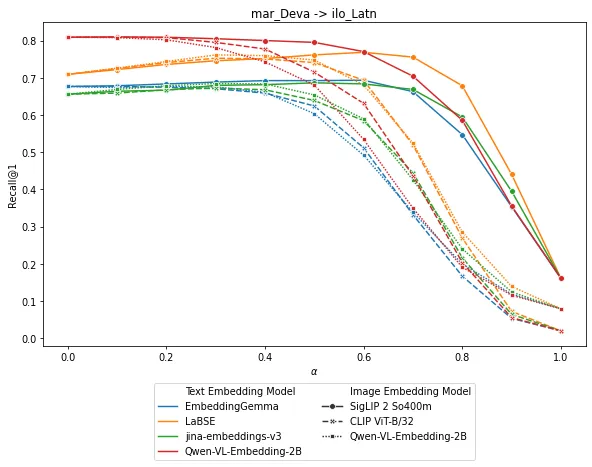 mar_Deva -> ilo_Latn
Recall@1
0.8
0.7
0.6
0.5
0.4
0.3
0.2
0.1
0.0
0.0 0.2 0.4 0.6 0.8 1.0
α
Text Embedding Model Image Embedding Model
EmbeddingGemma SigLIP 2 So400m
LaBSE CLIP ViT-B/32
jina-embeddings-v3 Qwen-VL-Embedding-2B
Qwen-VL-Embedding-2B